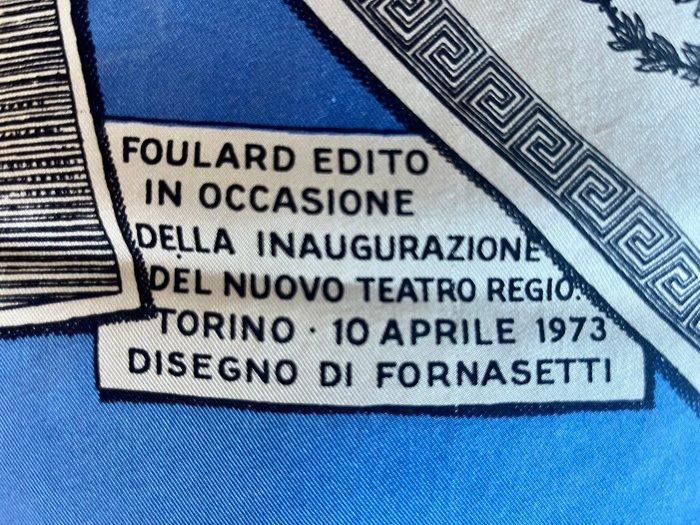 FOULARD EDITO
IN OCCASIONE
DELLA INAUGURAZIONE
DEL NUOVO TEATRO REGIO.
TORINO · 10 APRILE 1973
DISEGNO DI FORNASETTI